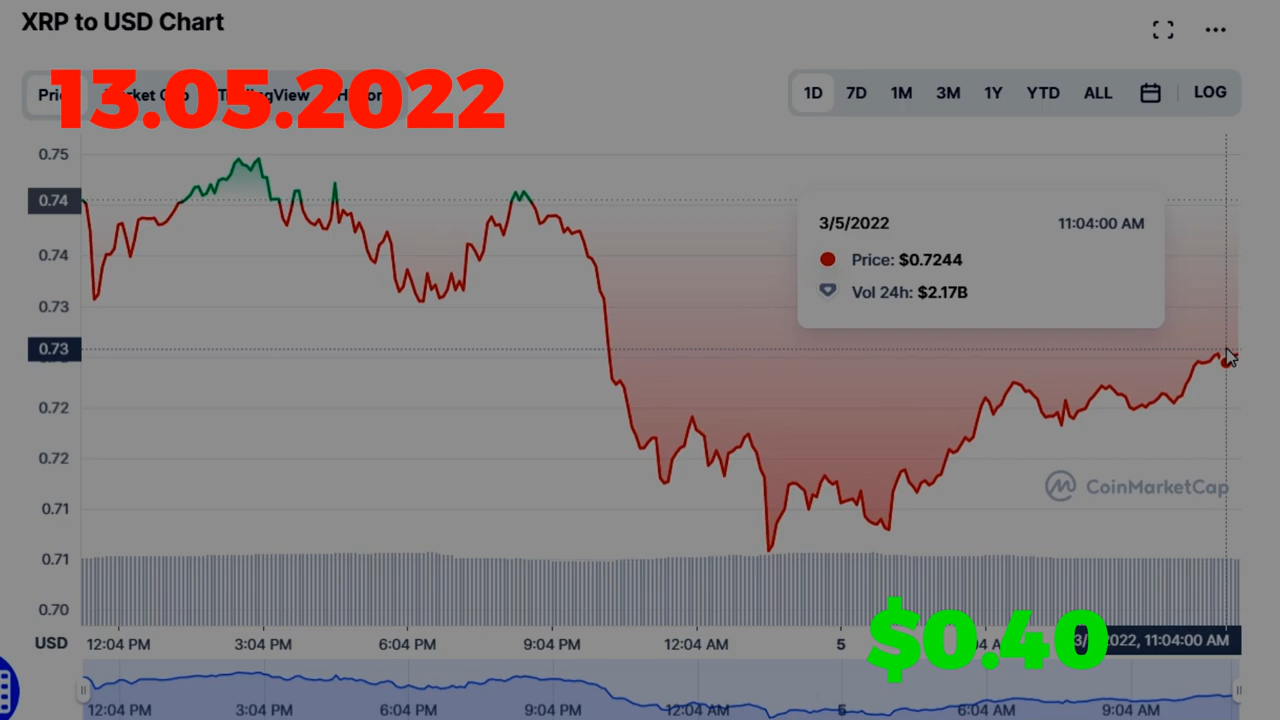 XRP to USD Chart
13.05.2022
1D 7D 1M 3M 1Y YTD ALL LOG
0.75
0.74
0.74
0.73
0.73
0.72
0.72
0.71
0.71
0.70
3/5/2022 11:04:00 AM
Price: $0.7244
Vol 24h: $2.17B
CoinMarketCap
$0.40
USD 12:04 PM 3:04 PM 6:04 PM 9:04 PM 12:04 AM 5 2022, 11:04:00 AM
12:04 PM 3:04 PM 6:04 PM 9:04 PM 12:04 AM 5 6:04 AM 9:04 AM